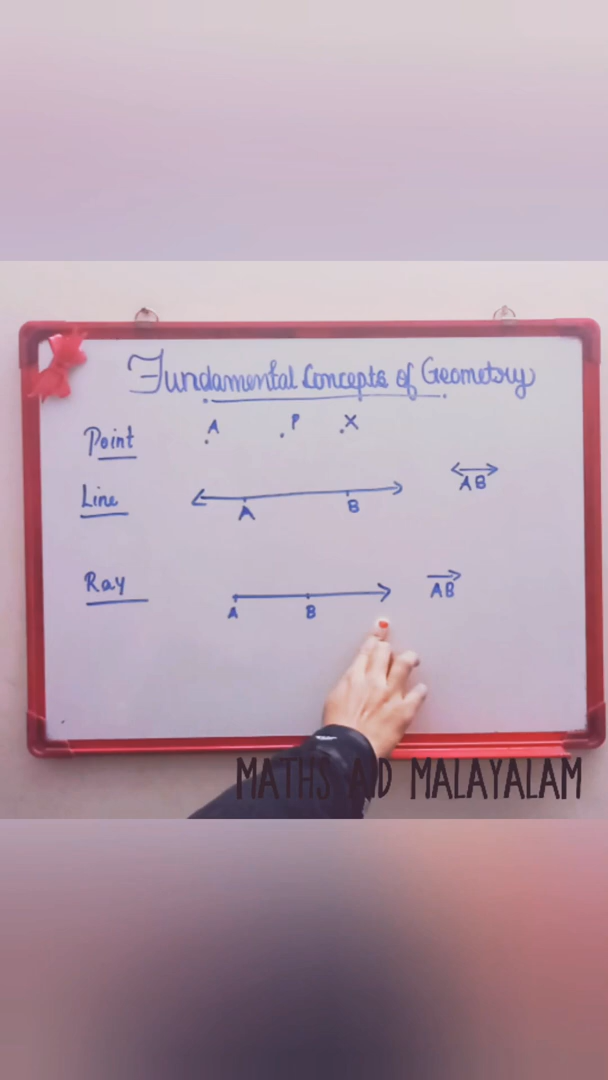 Fundamental Concepts of Geometry
Point A P X
Line A B AB
Ray A B AB
MATHS AID MALAYALAM